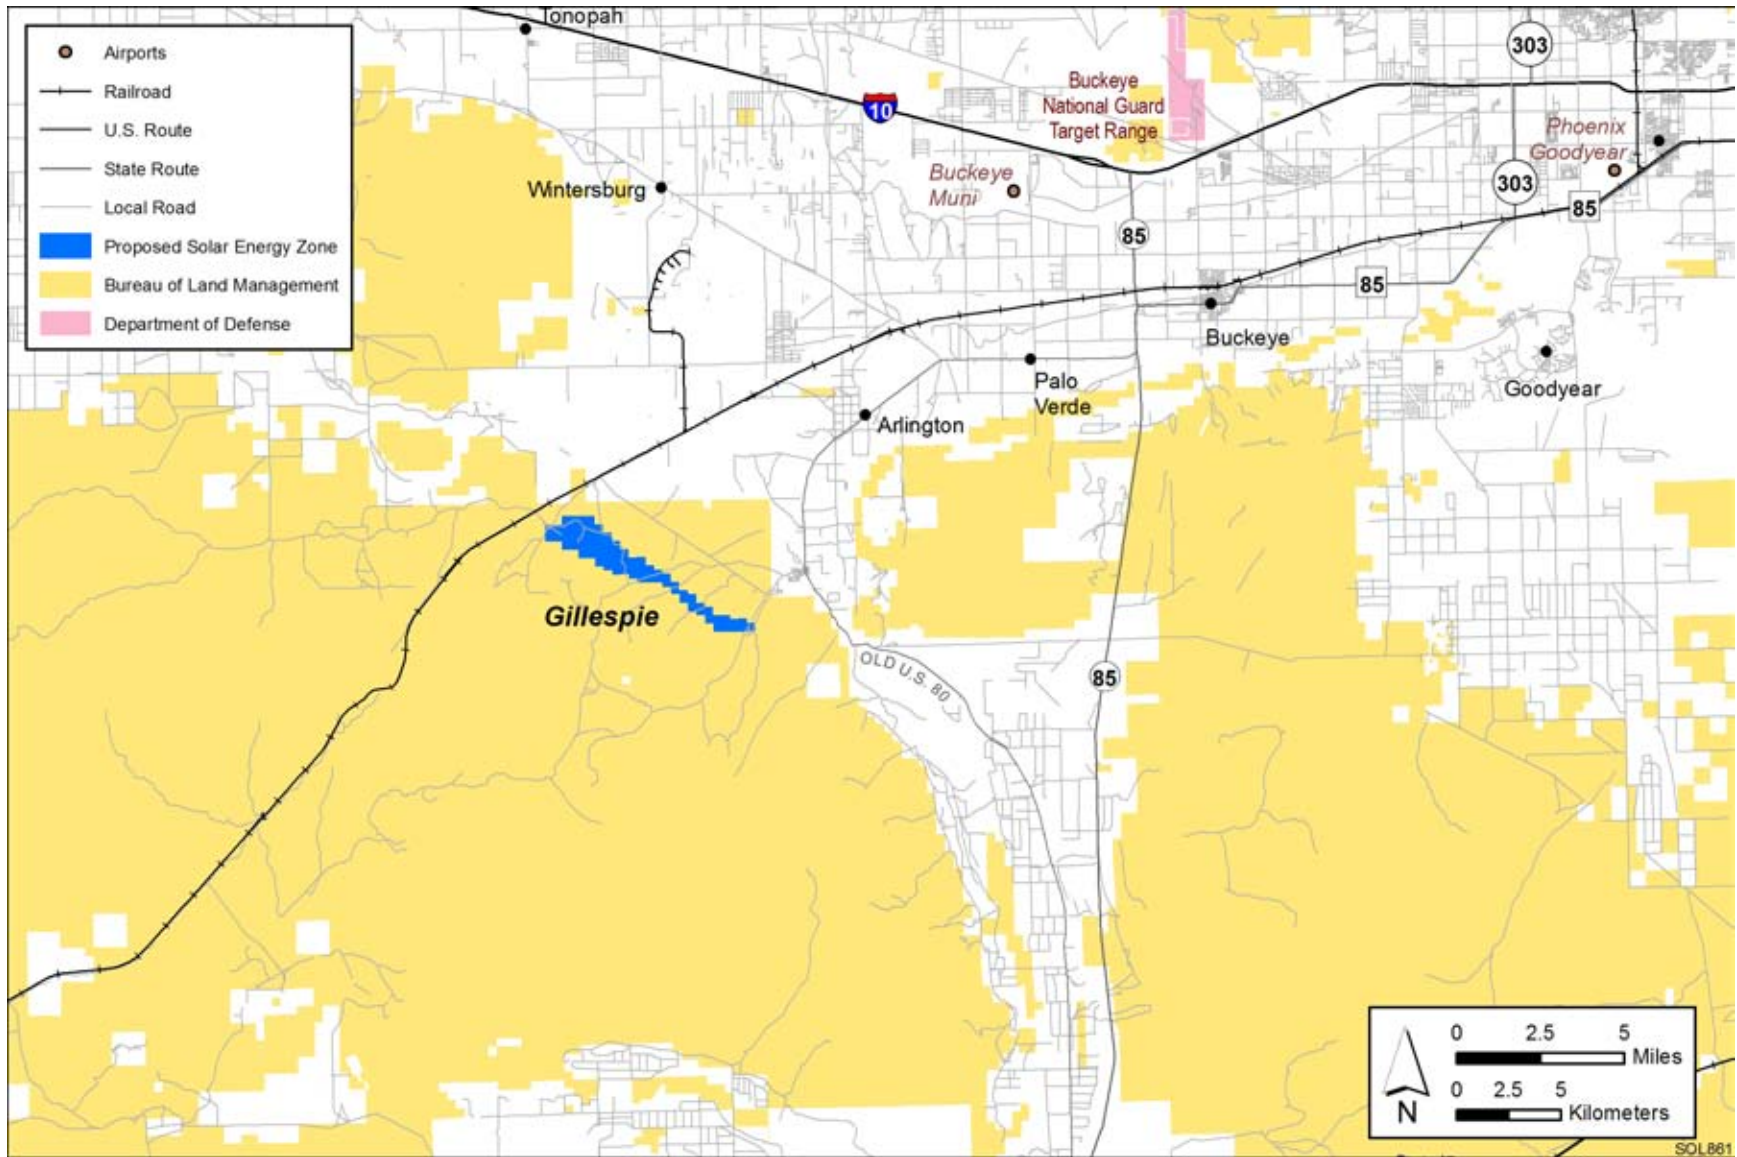 Tonopah
Airports
Railroad
U.S. Route
State Route
Local Road
Proposed Solar Energy Zone
Bureau of Land Management
Department of Defense
303
10
Buckeye
National Guard
Target Range
Phoenix
Goodyear
Buckeye
Muni
Wintersburg
303
85
85
85
Buckeye
Palo
Verde
Goodyear
Arlington
Gillespie
OLD U.S. 80
85
0 2.5 5
Miles
0 2.5 5
Kilometers
N
SOL861